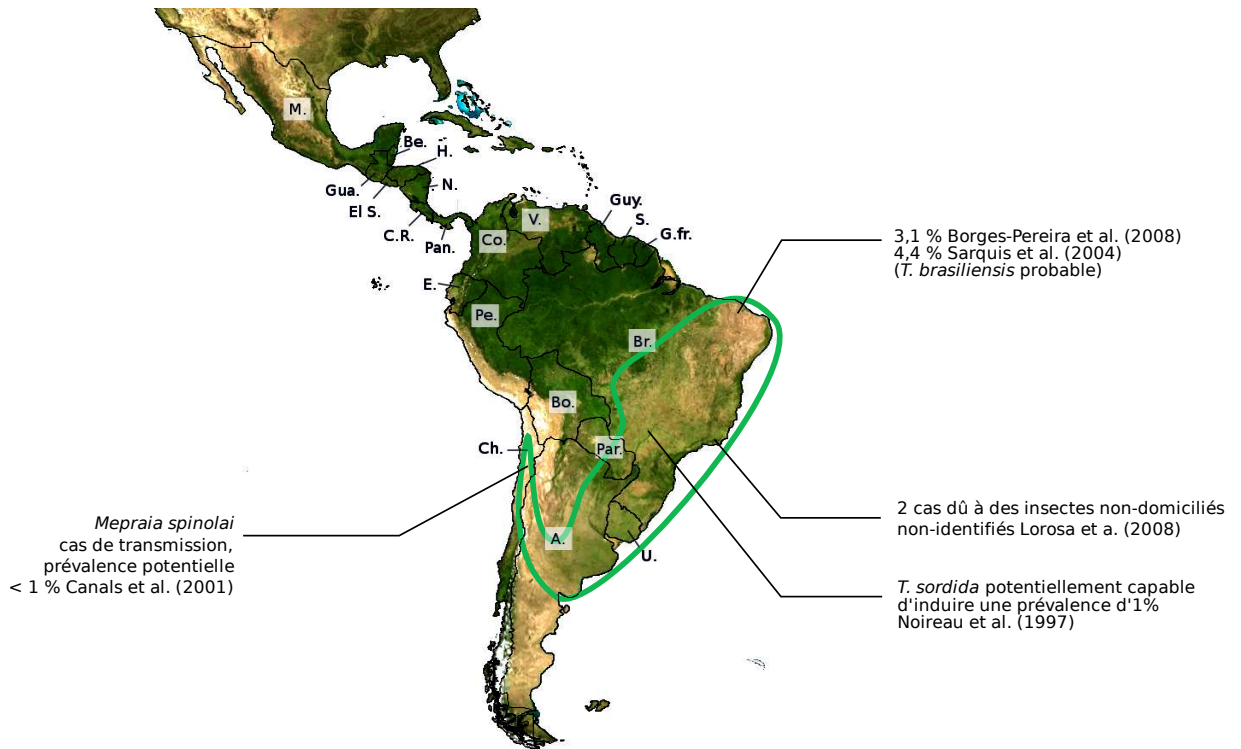 M.
Be.
H.
Gua.
N.
El S.
C.R.
Pan.
V.
Co.
Guy.
S.
G.fr.
E.
Pe.
Br.
Bo.
Par.
Ch.
A.
U.
3,1 % Borges-Pereira et al. (2008)
4,4 % Sarquis et al. (2004)
(T. brasiliensis probable)
2 cas dû à des insectes non-domiciliés
non-identifiés Lorosa et a. (2008)
T. sordida potentiellement capable
d'induire une prévalence d'1%
Noireau et al. (1997)
Mepraia spinolai
cas de transmission,
prévalence potentielle
< 1 % Canals et al. (2001)